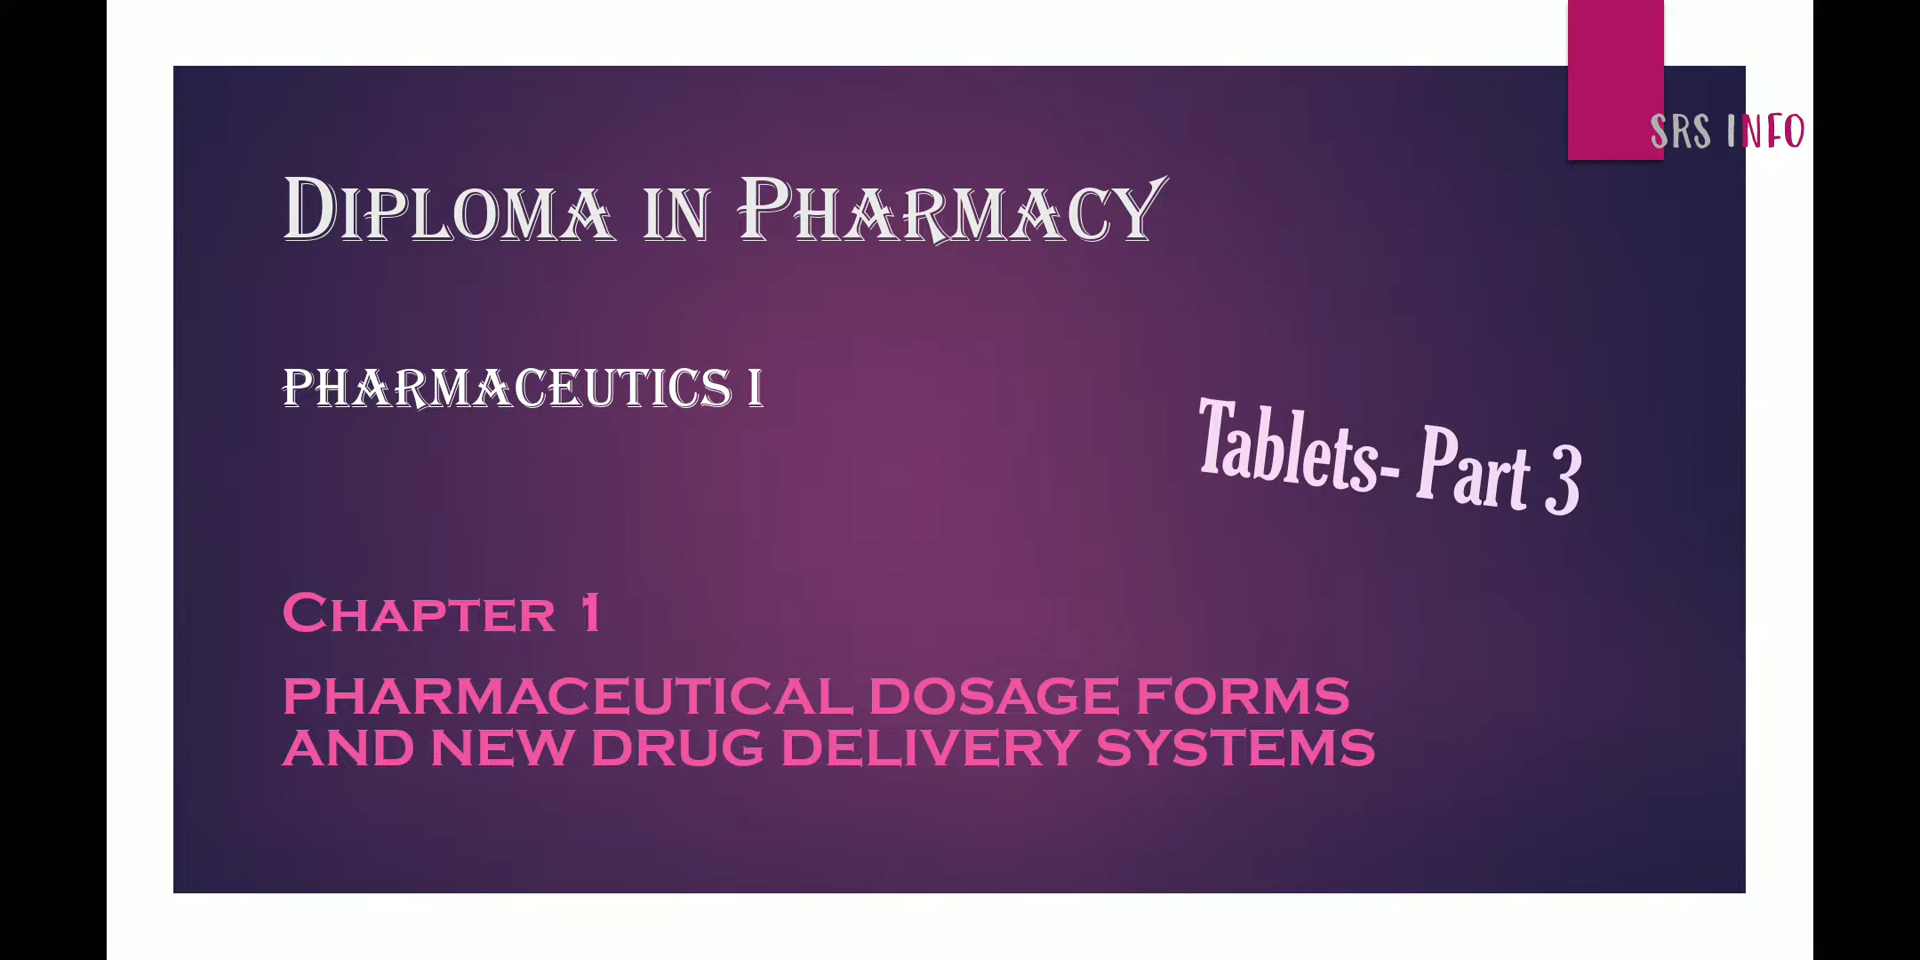 SRS INFO
Diploma in Pharmacy
PHARMACEUTICS I
Tablets- Part 3
Chapter 1
PHARMACEUTICAL DOSAGE FORMS
AND NEW DRUG DELIVERY SYSTEMS